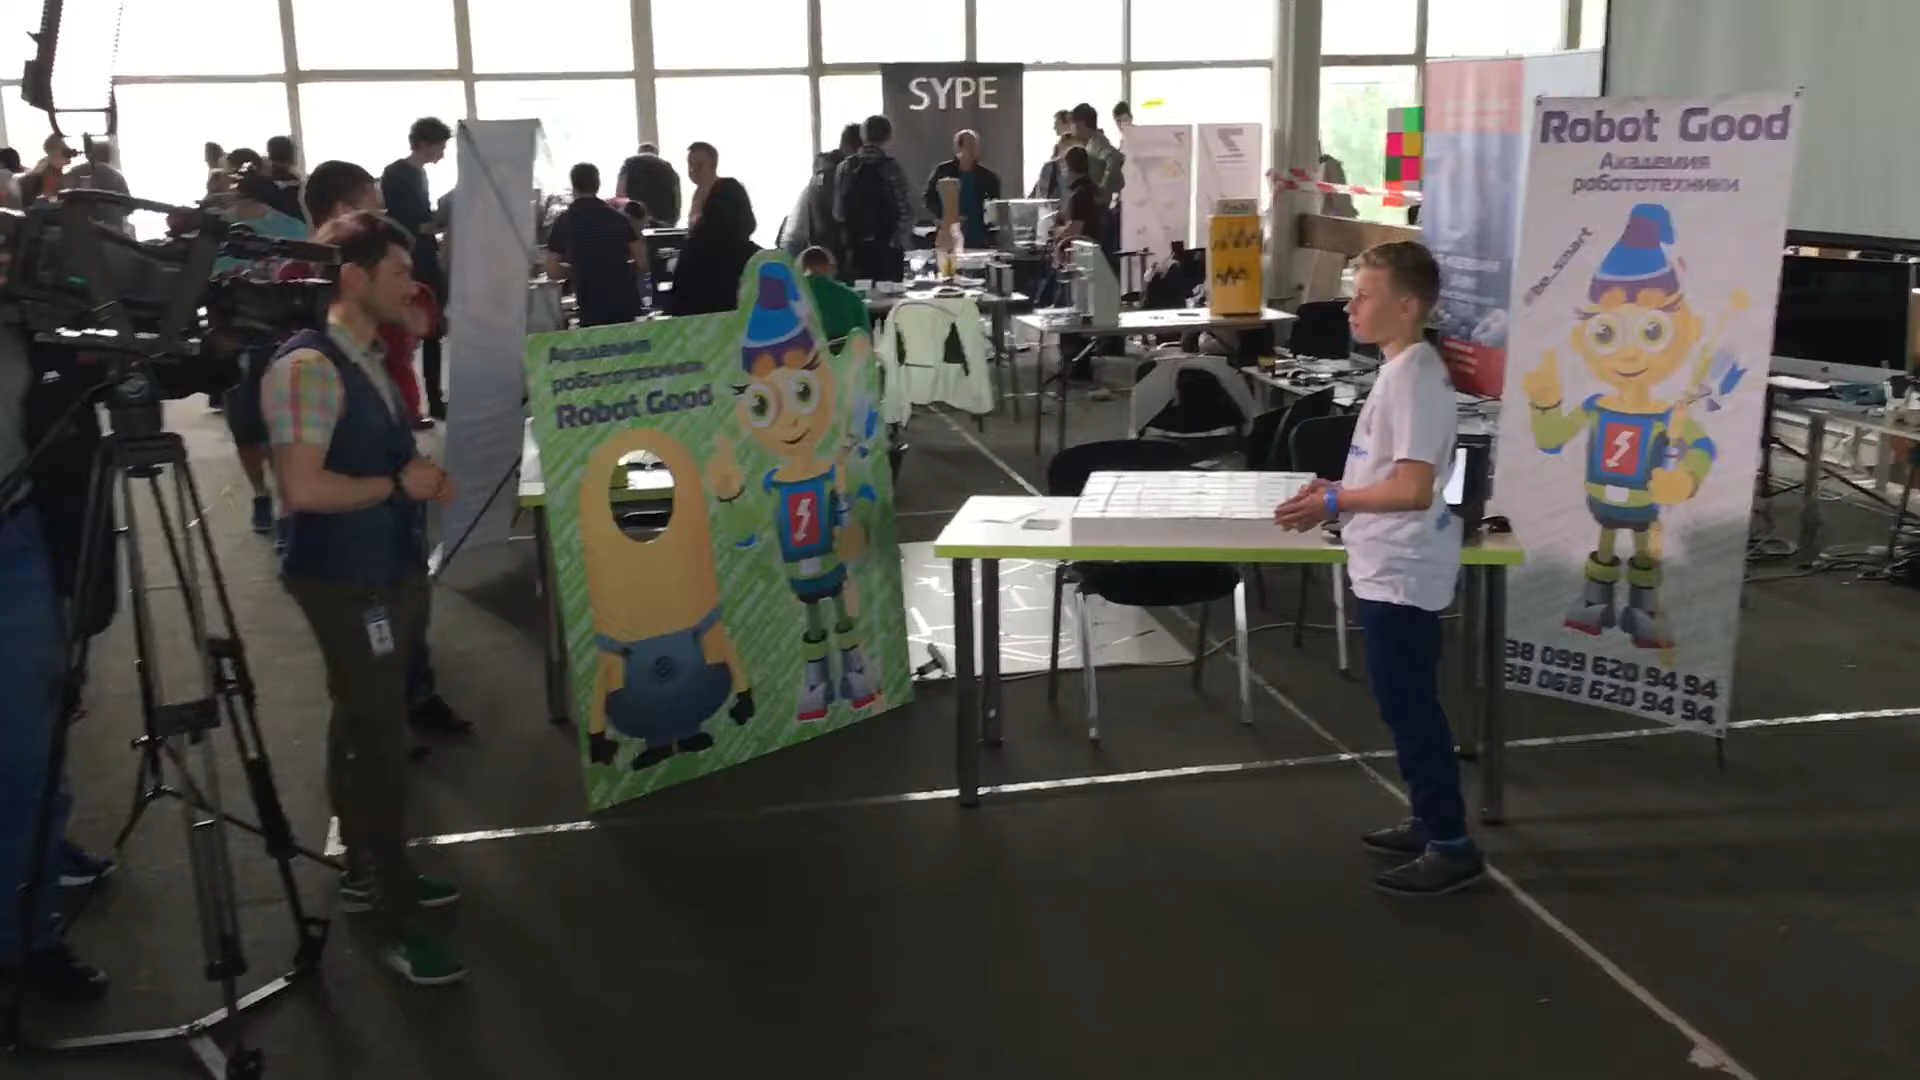 SYPE
Robot Good
Академия
робототехники
@be_smart
38 099 620 94 94
38 068 620 94 94
Академия
робототехники
Robot Good